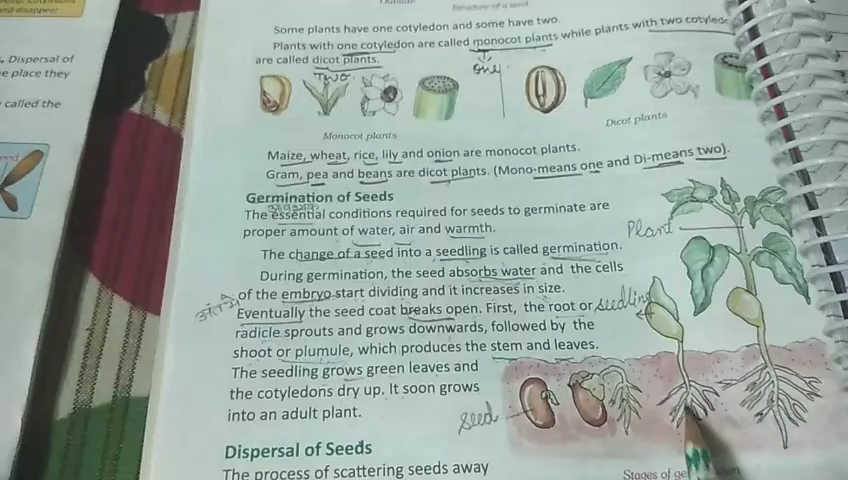 and disappear.
Dispersal of
e place they
called the
eed
Structure of a seed
Some plants have one cotyledon and some have two.
Plants with one cotyledon are called monocot plants while plants with two cotyled
are called dicot plants.
Two
one
Monocot plants
Dicot plants
Maize, wheat, rice, lily and onion are monocot plants.
Gram, pea and beans are dicot plants. (Mono-means one and Di-means two).
Germination of Seeds
आवश्यक
The essential conditions required for seeds to germinate are
proper amount of water, air and warmth.
Plant
The change of a seed into a seedling is called germination.
During germination, the seed absorbs water and the cells
of the embryo start dividing and it increases in size.
अंत में
Eventually the seed coat breaks open. First, the root or
seedling
radicle sprouts and grows downwards, followed by the
shoot or plumule, which produces the stem and leaves.
The seedling grows green leaves and
the cotyledons dry up. It soon grows
into an adult plant.
seed
Dispersal of Seeds
The process of scattering seeds away
Stages of ge